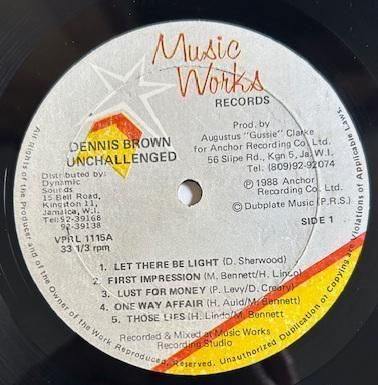 Music
Works
RECORDS
DENNIS BROWN
UNCHALLENGED
Prod. by
Augustus "Gussie" Clarke
for Anchor Recording Co. Ltd.
56 Slipe Rd., Kgn 5, Ja. W.I.
Tel. (809)92-92074
Distributed by:
Dynamic
Sounds
15 Bell Road,
Kingston 11,
Jamaica, W.I.
Tel: 92-39168
92-39138
VPRL 1115A
33 1/3 rpm
℗ 1988 Anchor
Recording Co. Ltd.
© Dubplate Music (P.R.S.)
SIDE 1
1. LET THERE BE LIGHT (D. Sherwood)
2. FIRST IMPRESSION (M. Bennett/H. Lindo)
3. LUST FOR MONEY (P. Levy/D. Creary)
4. ONE WAY AFFAIR (H. Auld/M. Bennett)
5. THOSE LIES (H. Lindo/M. Bennett)
Recorded & Mixed at Music Works
Recording Studio
All Rights of the Producer and of the Owner of the Work Reproduced, Reserved. Unauthorized Duplication or Copying are Violations of Applicable Laws.